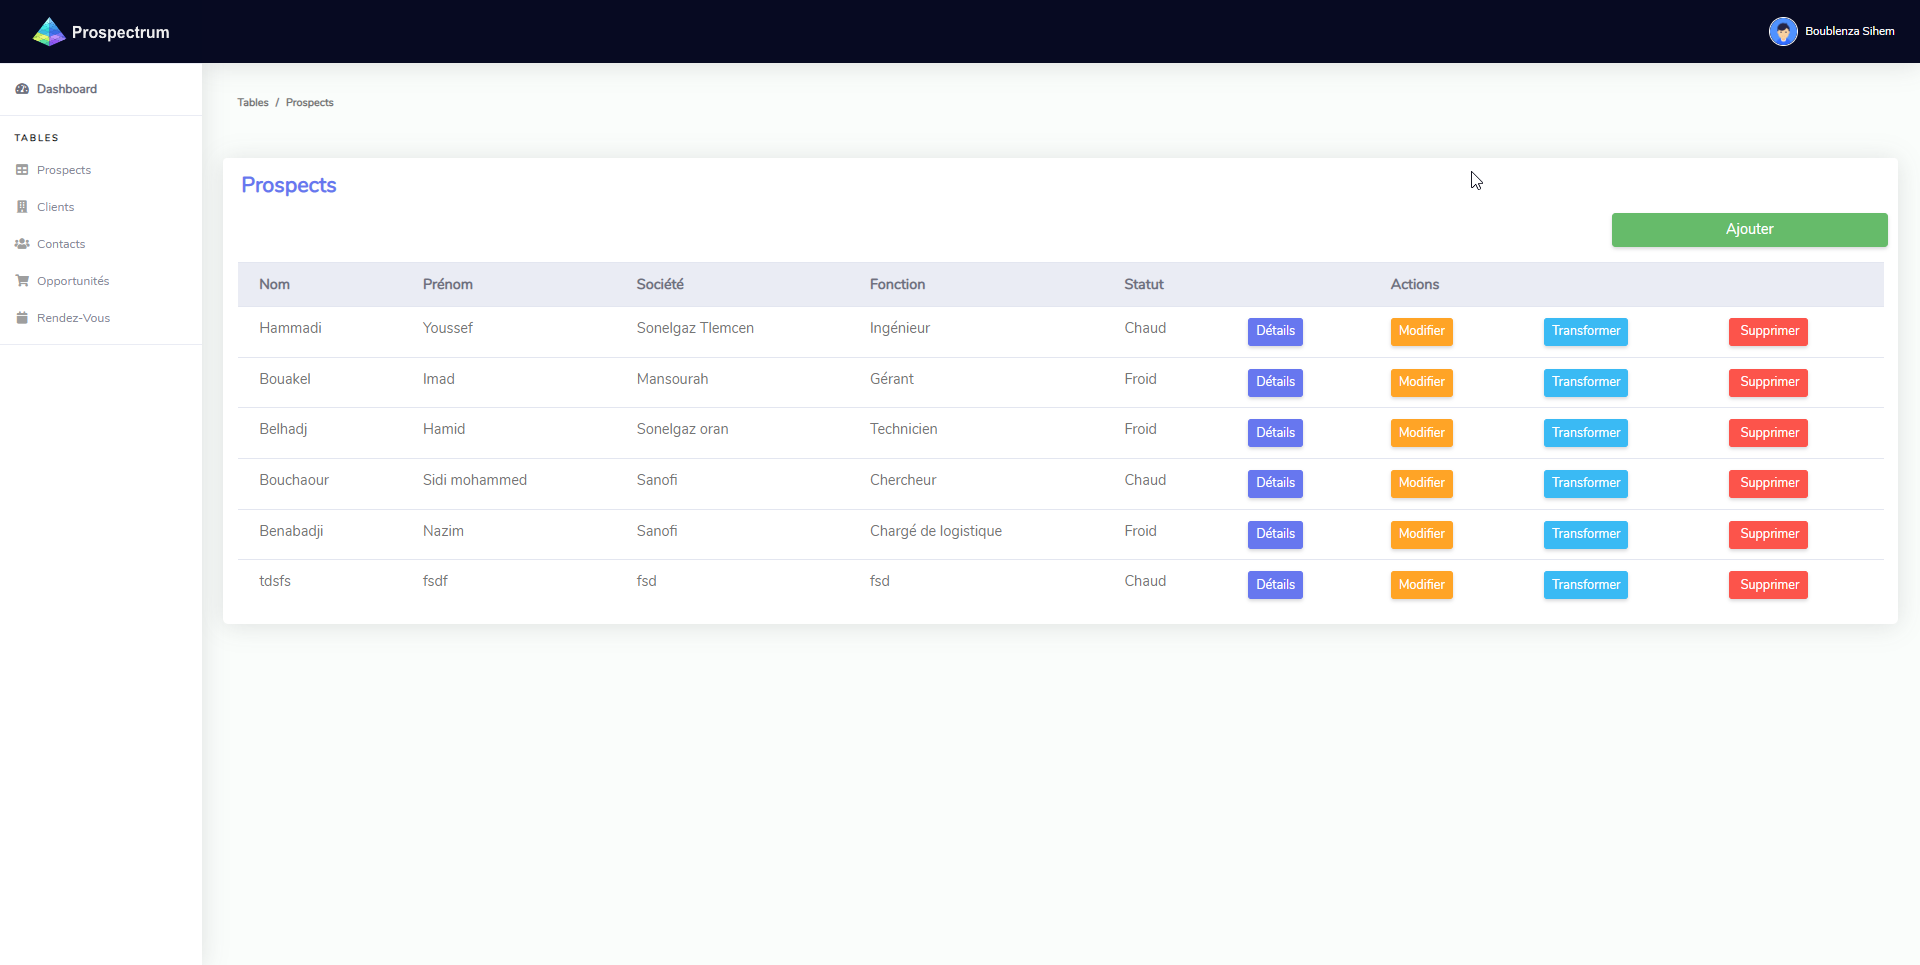 Prospectrum
Boublenza Sihem
Dashboard
TABLES
Prospects
Clients
Contacts
Opportunités
Rendez-Vous
Tables / Prospects
Prospects
Ajouter
Nom Prénom Société Fonction Statut Actions
Hammadi Youssef Sonelgaz Tlemcen Ingénieur Chaud Détails Modifier Transformer Supprimer
Bouakel Imad Mansourah Gérant Froid Détails Modifier Transformer Supprimer
Belhadj Hamid Sonelgaz oran Technicien Froid Détails Modifier Transformer Supprimer
Bouchaour Sidi mohammed Sanofi Chercheur Chaud Détails Modifier Transformer Supprimer
Benabadji Nazim Sanofi Chargé de logistique Froid Détails Modifier Transformer Supprimer
tdsfs fsdf fsd fsd Chaud Détails Modifier Transformer Supprimer